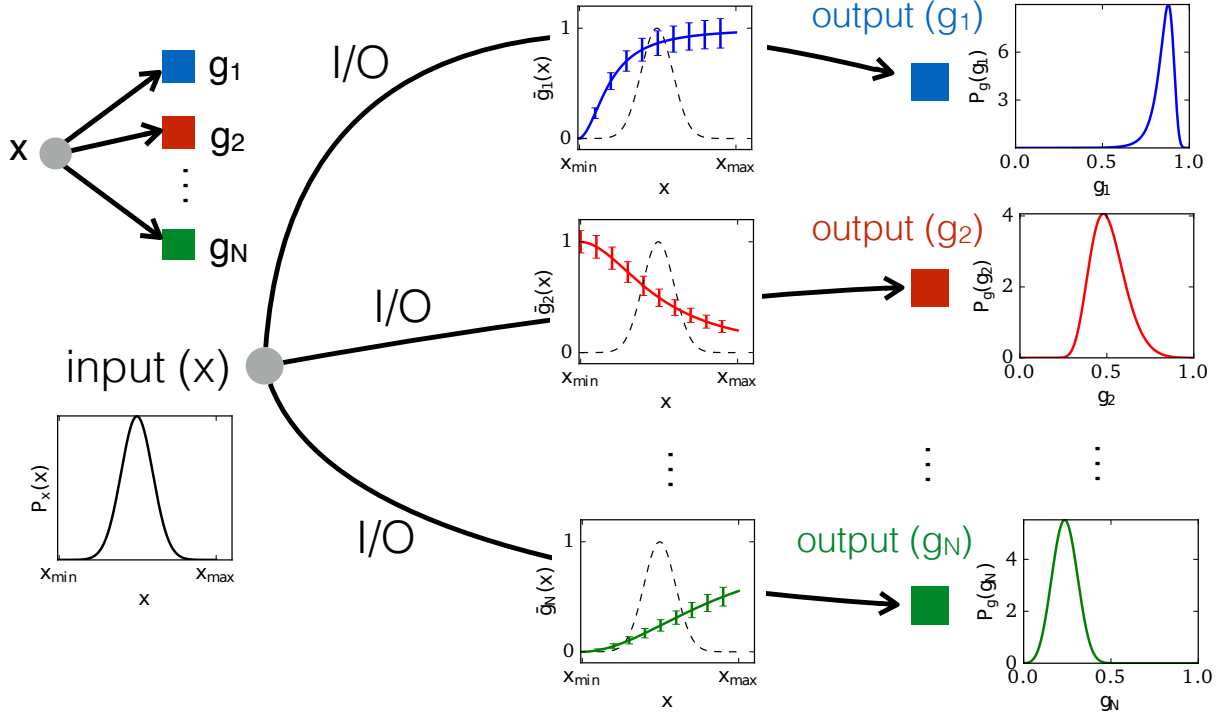 x
g₁
g₂
⋮
g_N
input (x)
P_x(x)
x_min
x_max
x
I/O
I/O
I/O
ḡ₁(x)
1
0
x_min
x_max
x
output (g₁)
P_g(g₁)
9
6
3
0.0
0.5
1.0
g₁
ḡ₂(x)
1
0
x_min
x_max
x
output (g₂)
P_g(g₂)
4
2
0
0.0
0.5
1.0
g₂
⋮
⋮
⋮
ḡ_N(x)
1
0
x_min
x_max
x
output (g_N)
P_g(g_N)
4
2
0
0.0
0.5
1.0
g_N